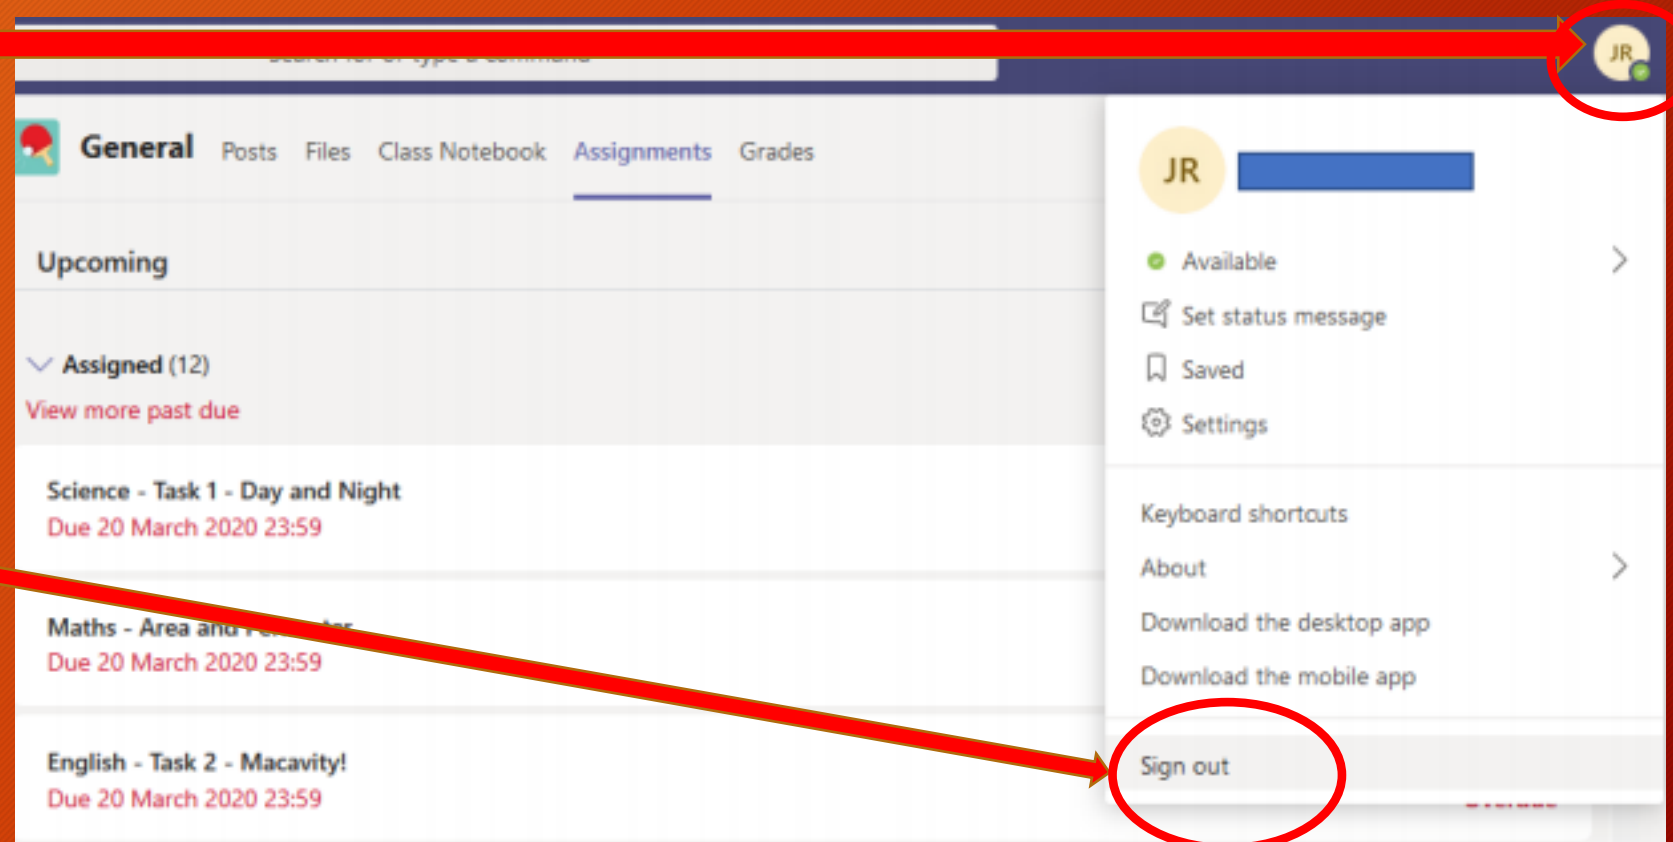 JR
General Posts Files Class Notebook Assignments Grades
Upcoming
Assigned (12)
View more past due
Science - Task 1 - Day and Night
Due 20 March 2020 23:59
Maths - Area and
Due 20 March 2020 23:59
English - Task 2 - Macavity!
Due 20 March 2020 23:59
JR
Available
Set status message
Saved
Settings
Keyboard shortcuts
About
Download the desktop app
Download the mobile app
Sign out